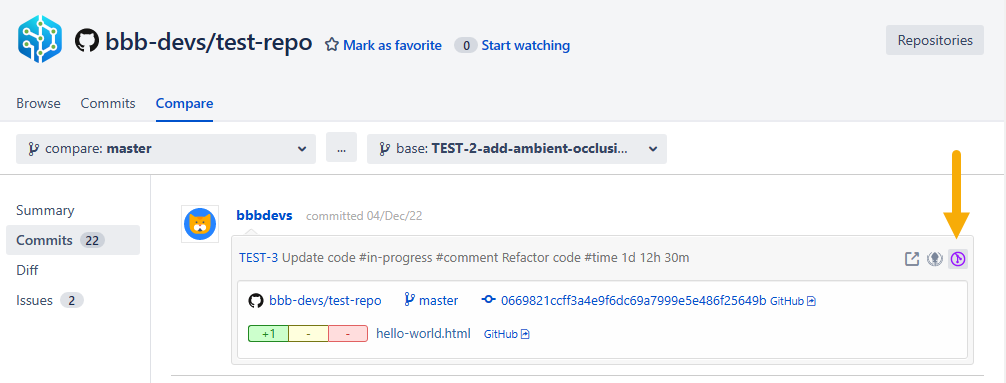 bbb-devs/test-repo Mark as favorite 0 Start watching Repositories
Browse Commits Compare
compare: master ... base: TEST-2-add-ambient-occlusi...
Summary
Commits 22
Diff
Issues 2
bbbdevs committed 04/Dec/22
TEST-3 Update code #in-progress #comment Refactor code #time 1d 12h 30m
bbb-devs/test-repo master 0669821ccff3a4e9f6dc69a7999e5e486f25649b GitHub
+1 - - hello-world.html GitHub